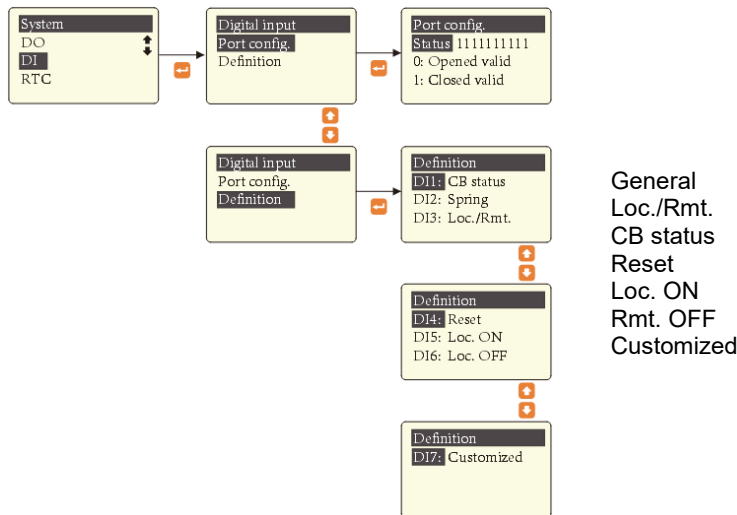 System
DO
DI
RTC
Digital input
Port config.
Definition
Port config.
Status 1111111111
0: Opened valid
1: Closed valid
Digital input
Port config.
Definition
Definition
DI1: CB status
DI2: Spring
DI3: Loc./Rmt.
Definition
DI4: Reset
DI5: Loc. ON
DI6: Loc. OFF
Definition
DI7: Customized
General
Loc./Rmt.
CB status
Reset
Loc. ON
Rmt. OFF
Customized